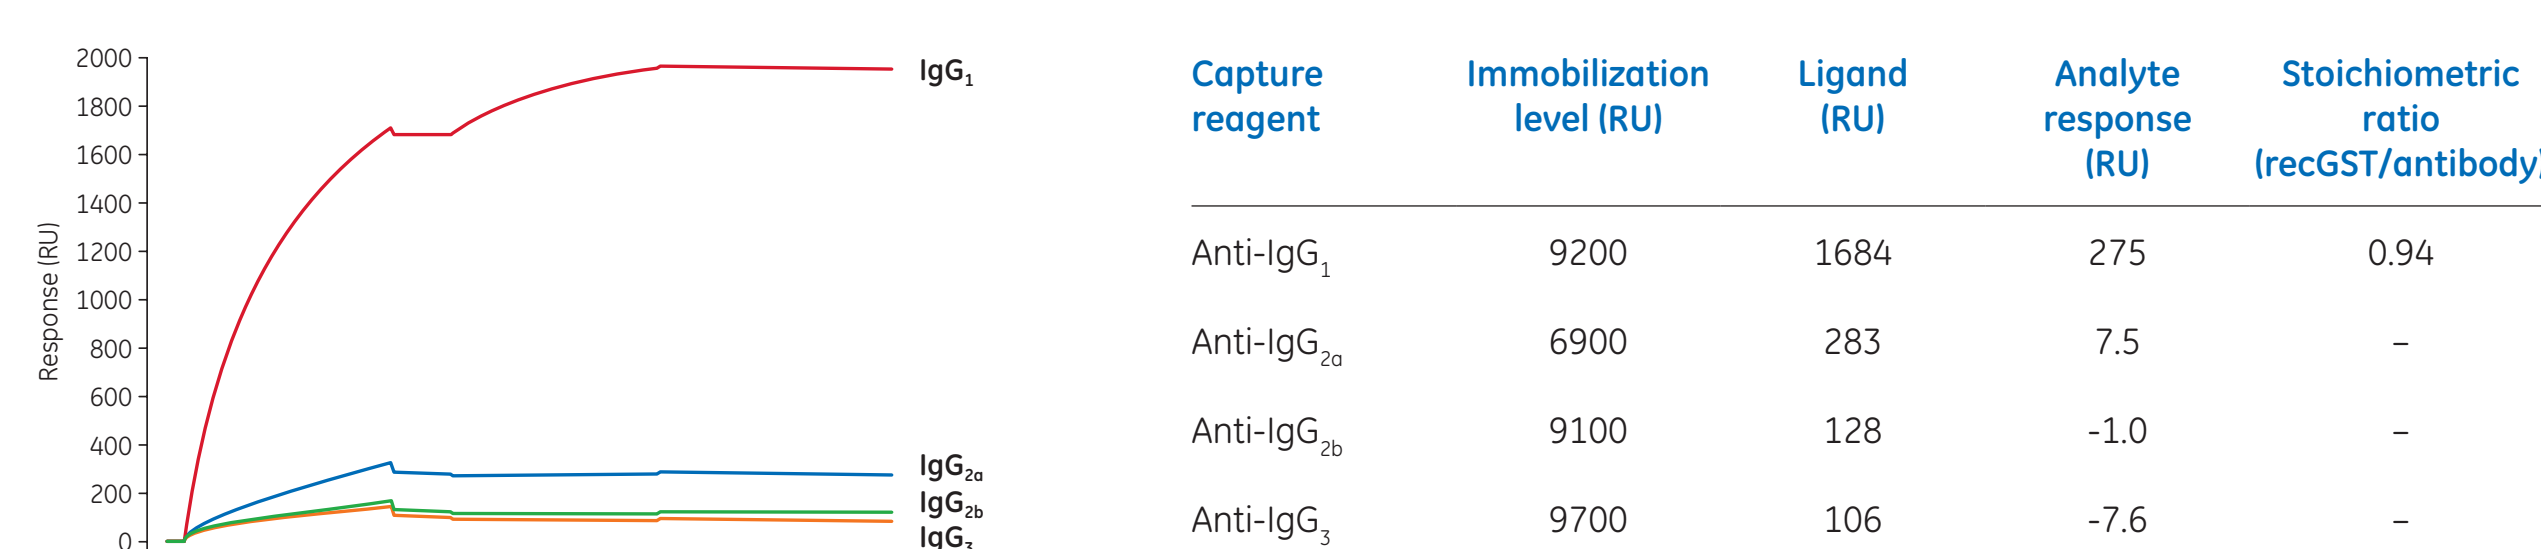 2000
1800
1600
1400
1200
1000
800
600
400
200
0
Response (RU)
IgG1
IgG2a
IgG2b
IgG3
Capture Immobilization Ligand Analyte Stoichiometric
reagent level (RU) (RU) response ratio
(RU) (recGST/antibody)
Anti-IgG1 9200 1684 275 0.94
Anti-IgG2a 6900 283 7.5 –
Anti-IgG2b 9100 128 -1.0 –
Anti-IgG3 9700 106 -7.6 –